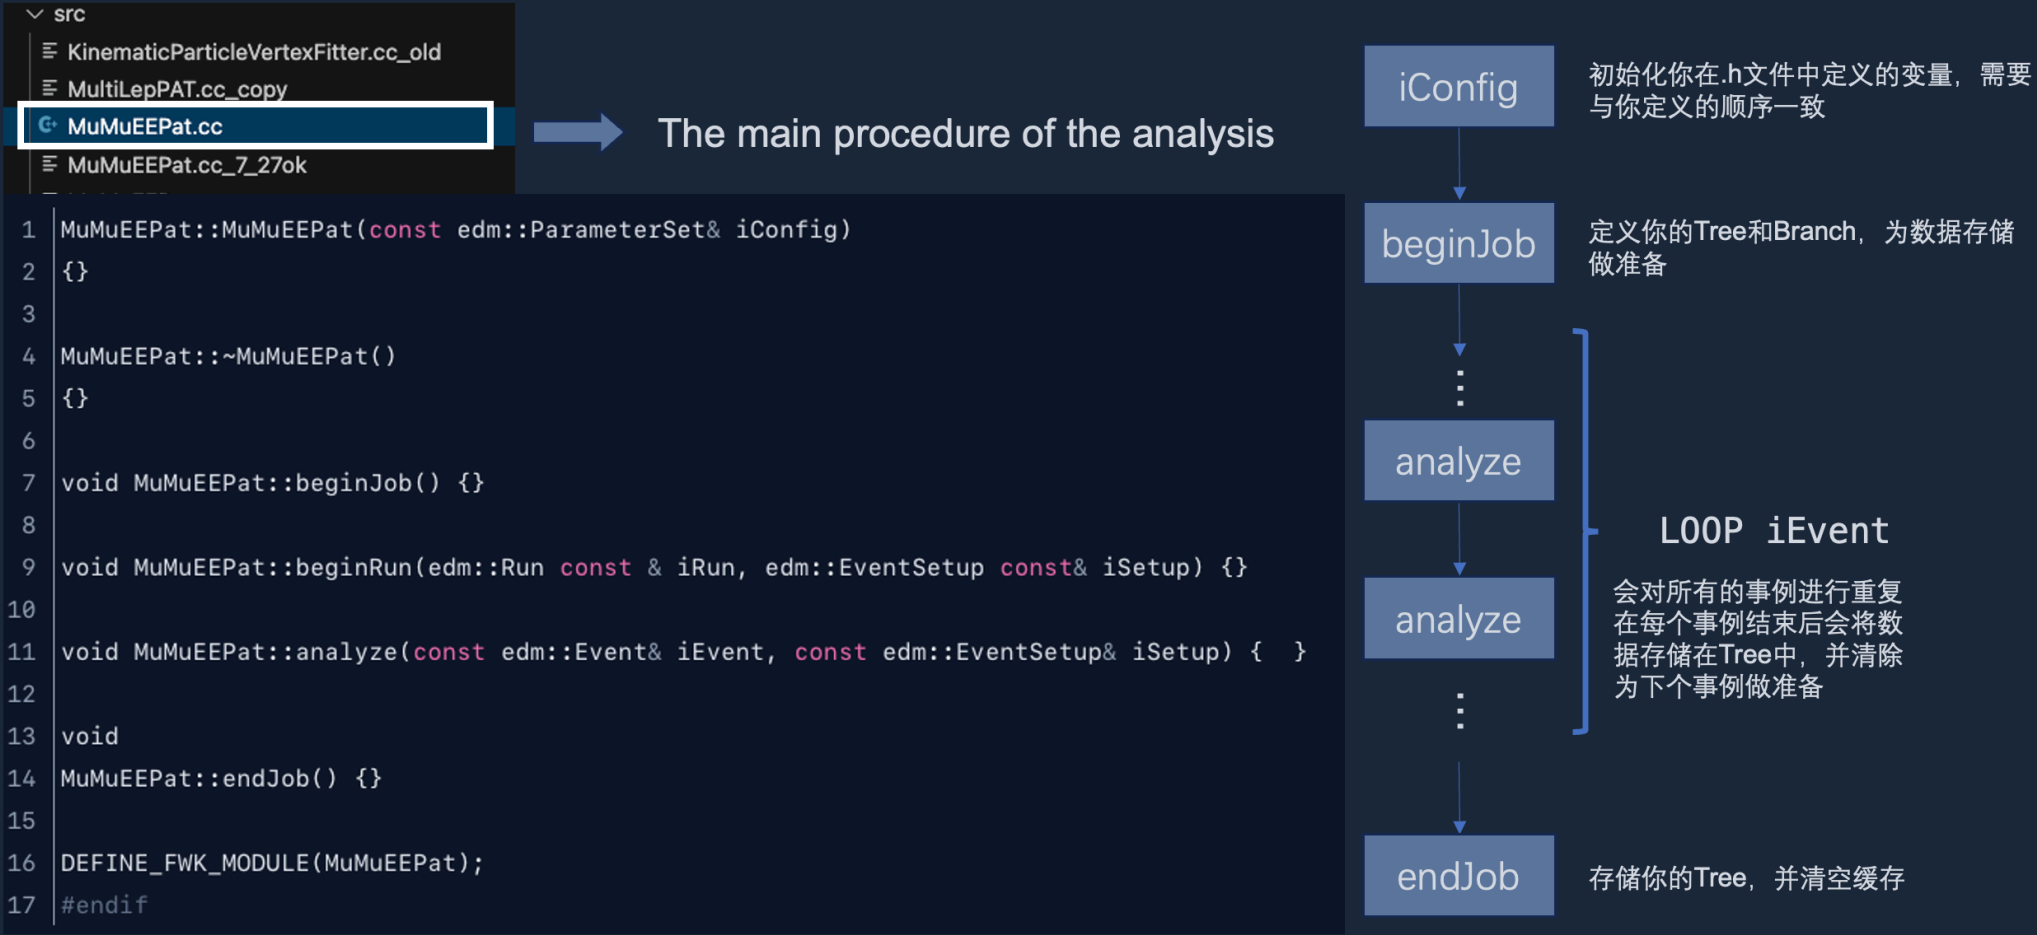 src
KinematicParticleVertexFitter.cc_old
MultiLepPAT.cc_copy
MuMuEEPat.cc
MuMuEEPat.cc_7_27ok
The main procedure of the analysis
1 MuMuEEPat::MuMuEEPat(const edm::ParameterSet& iConfig)
2 {}
3
4 MuMuEEPat::~MuMuEEPat()
5 {}
6
7 void MuMuEEPat::beginJob() {}
8
9 void MuMuEEPat::beginRun(edm::Run const & iRun, edm::EventSetup const& iSetup) {}
10
11 void MuMuEEPat::analyze(const edm::Event& iEvent, const edm::EventSetup& iSetup) {  }
12
13 void
14 MuMuEEPat::endJob() {}
15
16 DEFINE_FWK_MODULE(MuMuEEPat);
17 #endif
iConfig
初始化你在.h文件中定义的变量，需要
与你定义的顺序一致
beginJob
定义你的Tree和Branch，为数据存储
做准备
analyze
analyze
LOOP iEvent
会对所有的事例进行重复
在每个事例结束后会将数
据存储在Tree中，并清除
为下个事例做准备
endJob
存储你的Tree，并清空缓存